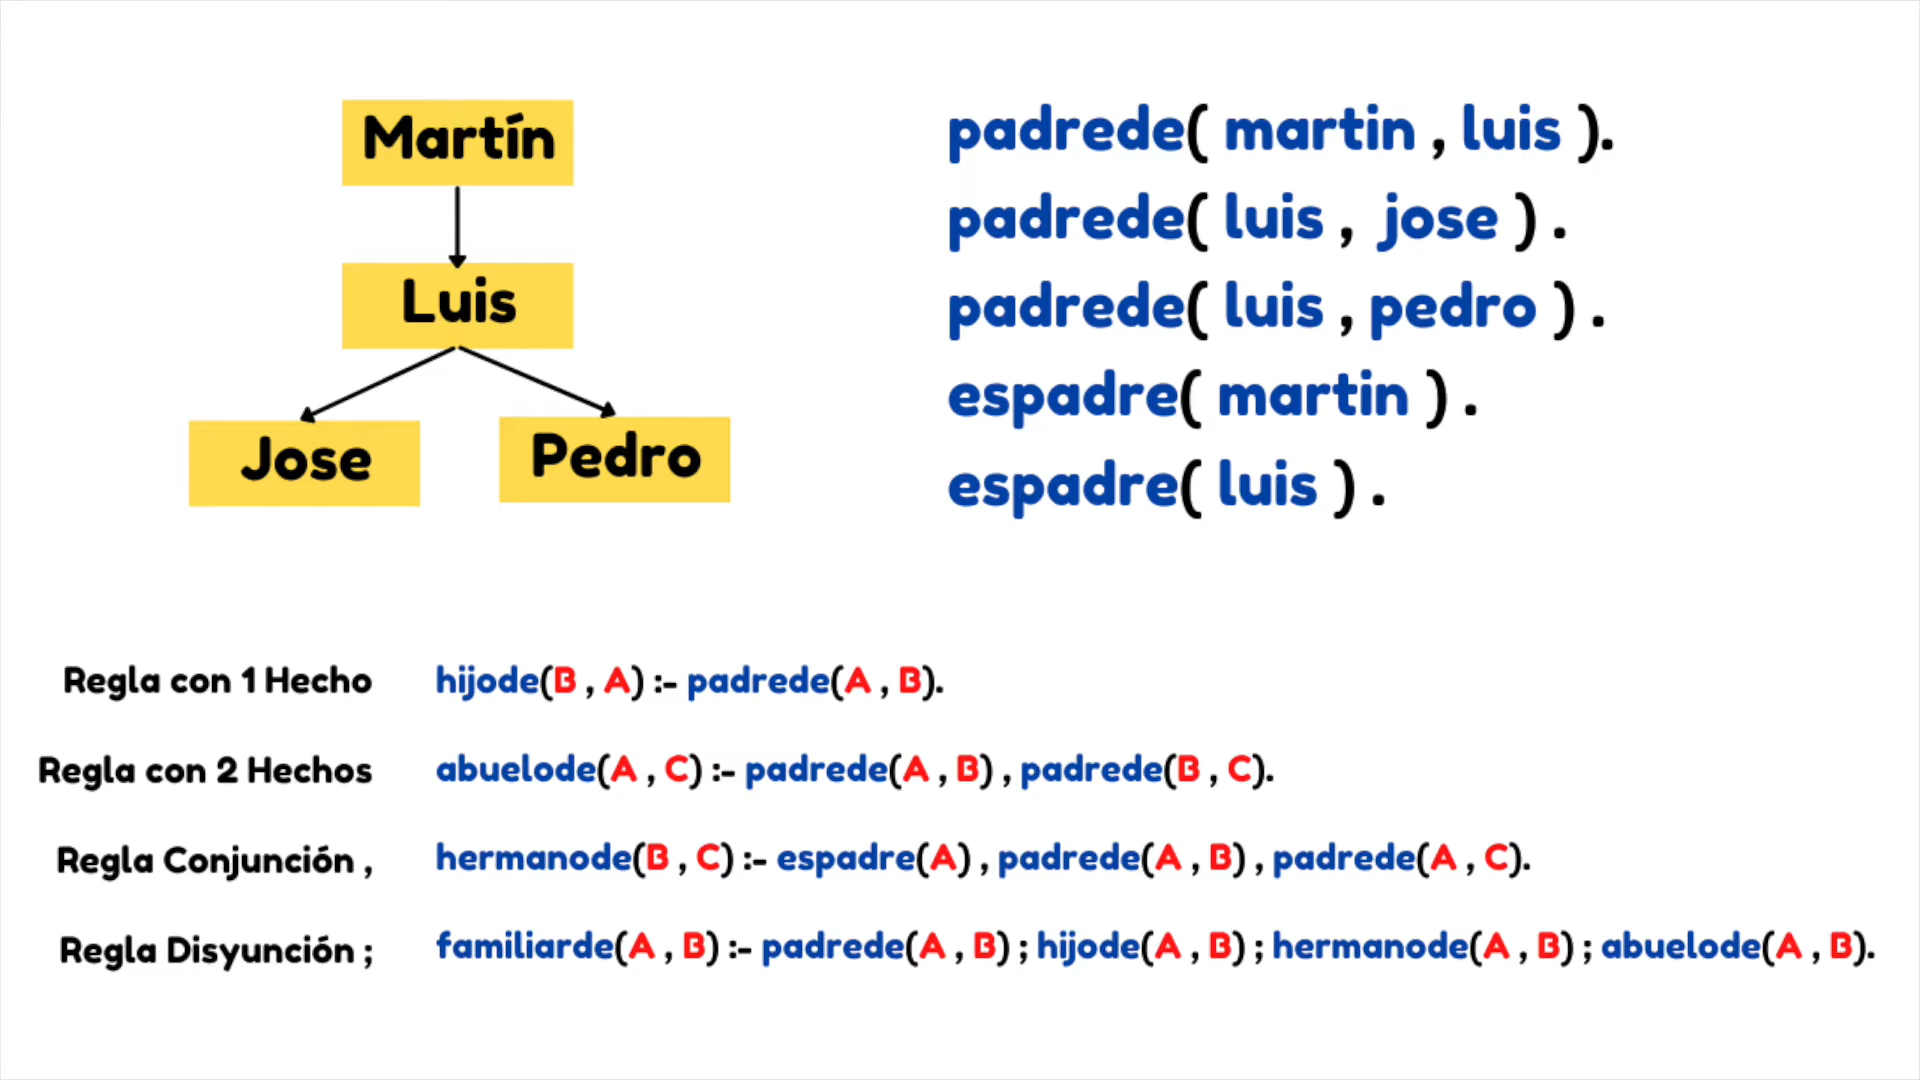 Martín
Luis
Jose
Pedro
padrede( martin , luis ).
padrede( luis , jose ) .
padrede( luis , pedro ) .
espadre( martin ) .
espadre( luis ) .
Regla con 1 Hecho hijode(B , A) :- padrede(A , B).
Regla con 2 Hechos abuelode(A , C) :- padrede(A , B) , padrede(B , C).
Regla Conjunción , hermanode(B , C) :- espadre(A) , padrede(A , B) , padrede(A , C).
Regla Disyunción ; familiarde(A , B) :- padrede(A , B) ; hijode(A , B) ; hermanode(A , B) ; abuelode(A , B).